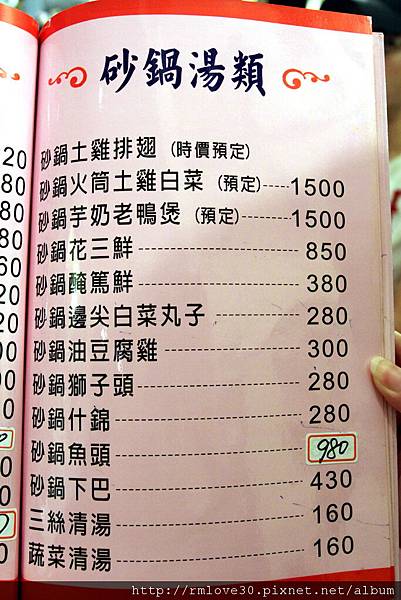 砂鍋湯類
砂鍋土雞排翅 (時價預定)
砂鍋火筒土雞白菜 (預定)-----1500
砂鍋芋奶老鴨煲 (預定)-----1500
砂鍋花三鮮 850
砂鍋醃篤鮮 380
砂鍋邊尖白菜丸子 280
砂鍋油豆腐雞 300
砂鍋獅子頭 280
砂鍋什錦 280
砂鍋魚頭 980
砂鍋下巴 430
三絲清湯 160
蔬菜清湯 160
http://rmlove30.pixnet.net/album